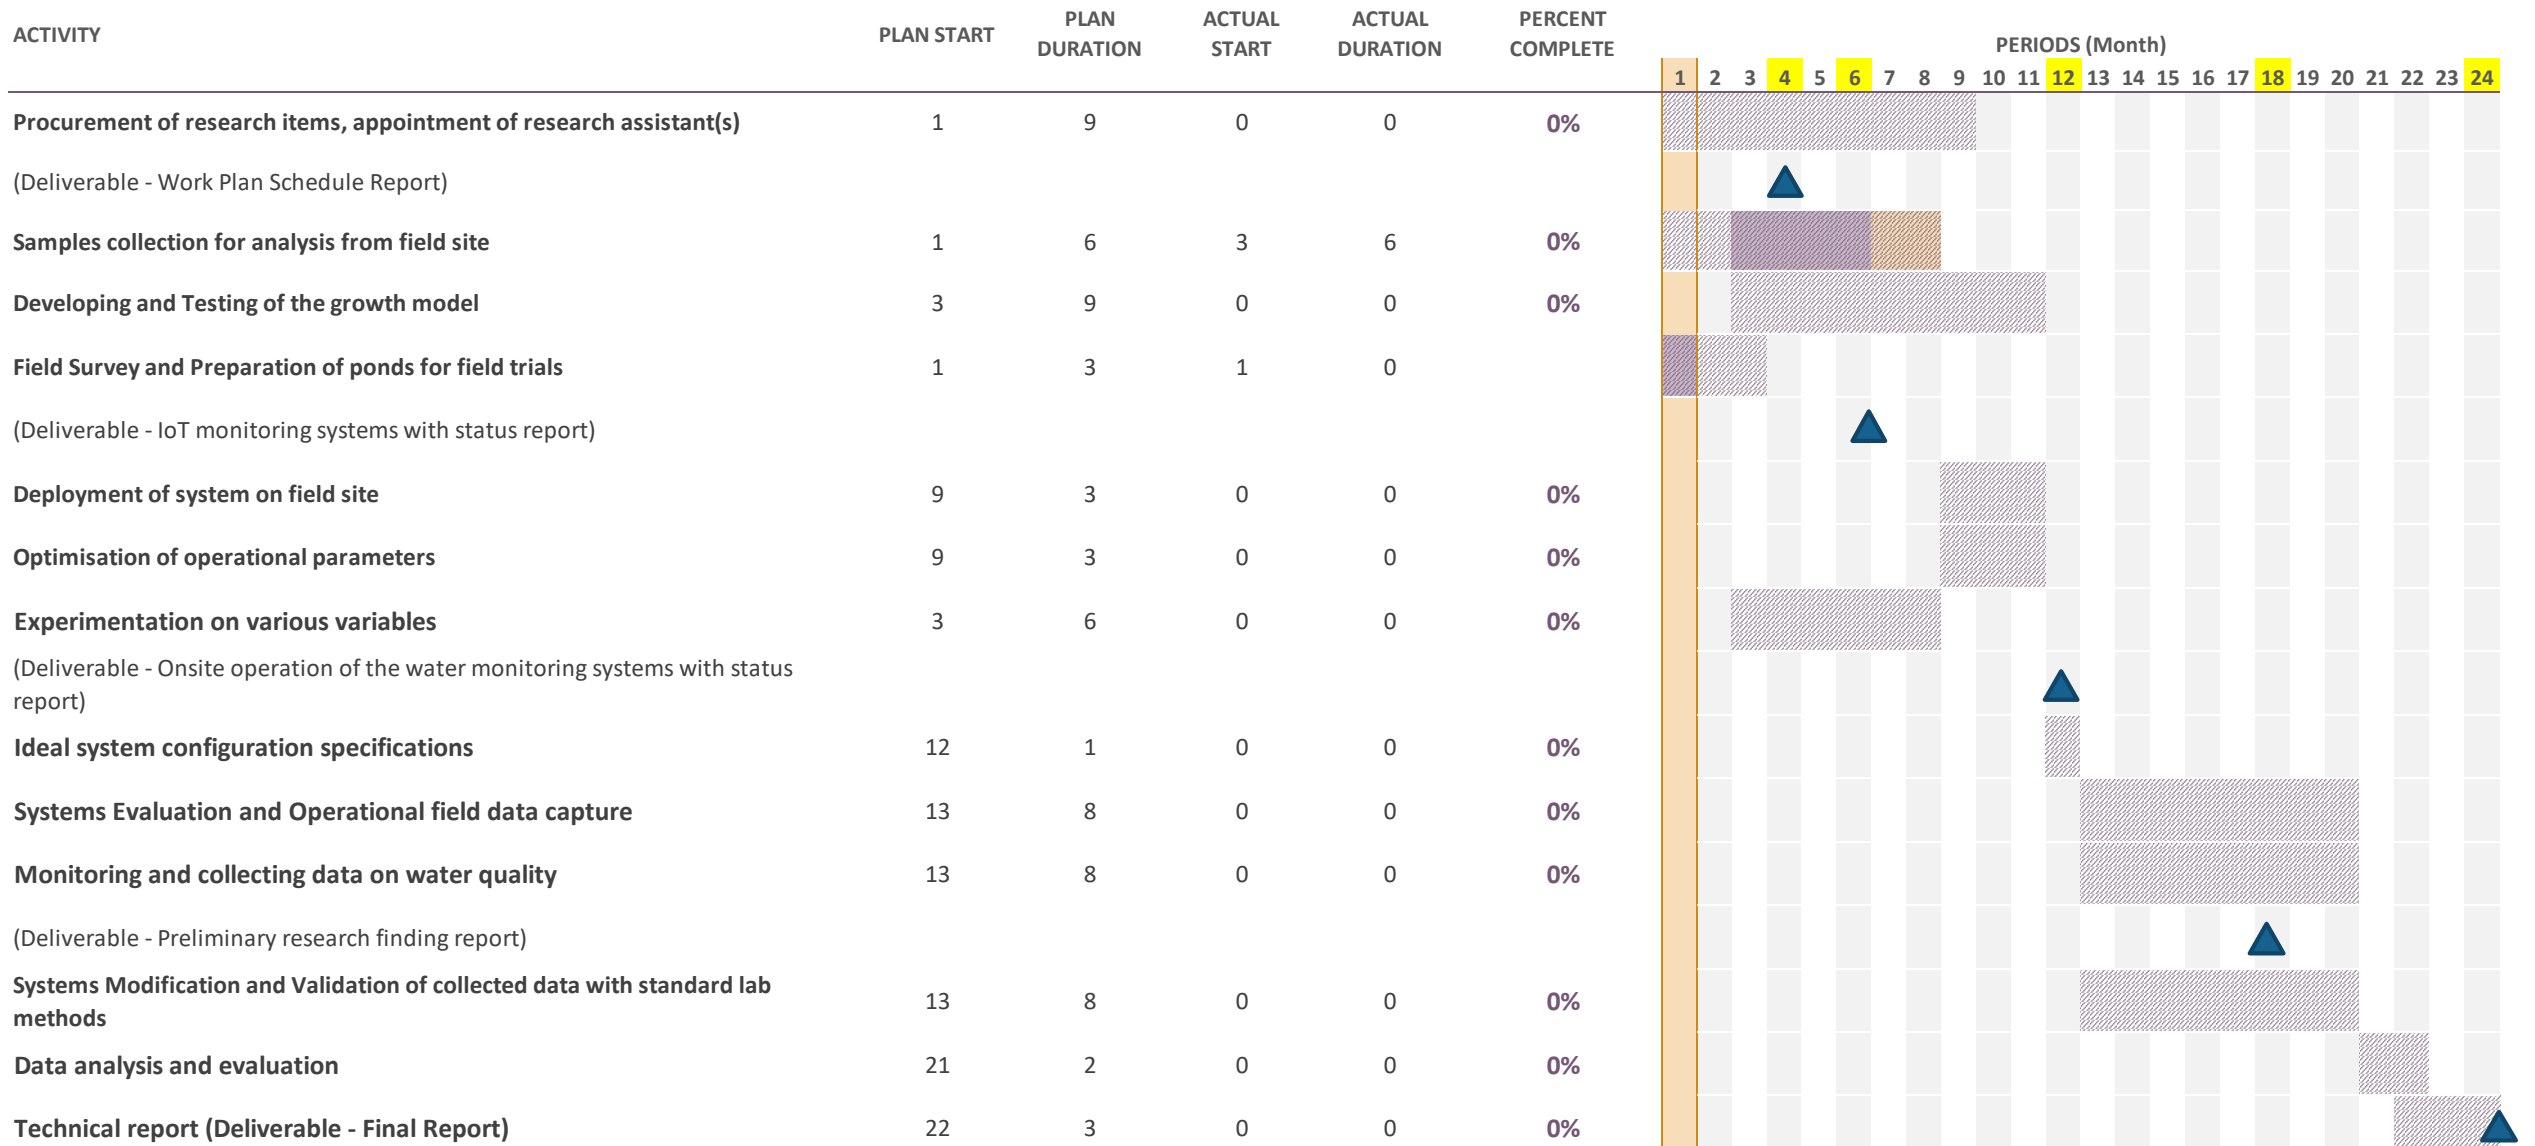 ACTIVITY PLAN START PLAN DURATION ACTUAL START ACTUAL DURATION PERCENT COMPLETE PERIODS (Month)
1 2 3 4 5 6 7 8 9 10 11 12 13 14 15 16 17 18 19 20 21 22 23 24
Procurement of research items, appointment of research assistant(s) 1 9 0 0 0%
(Deliverable - Work Plan Schedule Report)
Samples collection for analysis from field site 1 6 3 6 0%
Developing and Testing of the growth model 3 9 0 0 0%
Field Survey and Preparation of ponds for field trials 1 3 1 0
(Deliverable - IoT monitoring systems with status report)
Deployment of system on field site 9 3 0 0 0%
Optimisation of operational parameters 9 3 0 0 0%
Experimentation on various variables 3 6 0 0 0%
(Deliverable - Onsite operation of the water monitoring systems with status
report)
Ideal system configuration specifications 12 1 0 0 0%
Systems Evaluation and Operational field data capture 13 8 0 0 0%
Monitoring and collecting data on water quality 13 8 0 0 0%
(Deliverable - Preliminary research finding report)
Systems Modification and Validation of collected data with standard lab
methods 13 8 0 0 0%
Data analysis and evaluation 21 2 0 0 0%
Technical report (Deliverable - Final Report) 22 3 0 0 0%